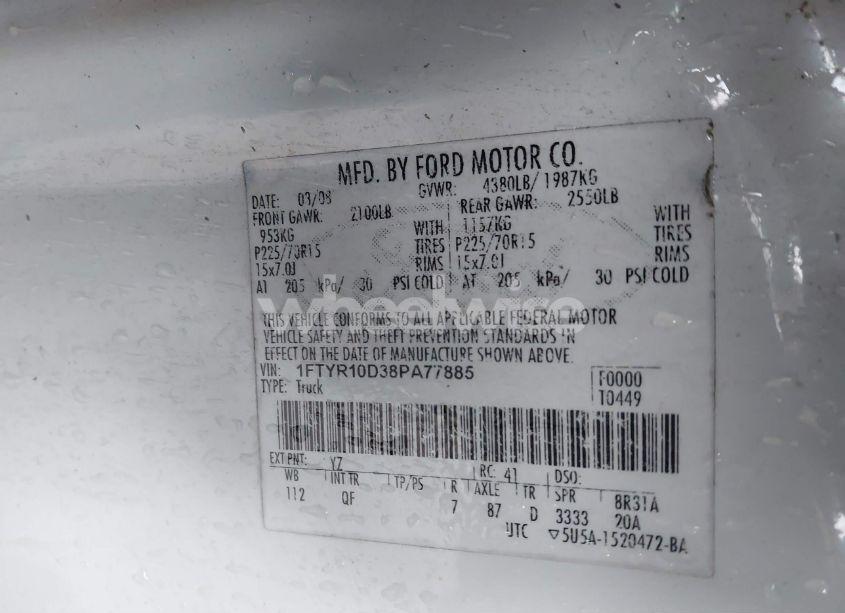 MFD. BY FORD MOTOR CO.
DATE: 03/08 GVWR: 4380LB/ 1987KG
FRONT GAWR: 2100LB REAR GAWR: 2550LB
953KG WITH 1157KG WITH
P225/70R15 TIRES P225/70R15 TIRES
15x7.0J RIMS 15x7.0J RIMS
AT 205 kPa/ 30 PSI COLD AT 205 kPa/ 30 PSI COLD
wheelwire
THIS VEHICLE CONFORMS TO ALL APPLICABLE FEDERAL MOTOR
VEHICLE SAFETY AND THEFT PREVENTION STANDARDS IN
EFFECT ON THE DATE OF MANUFACTURE SHOWN ABOVE.
VIN: 1FTYR10D38PA77885 F0000
TYPE: Truck T0449
EXT PNT: YZ RC: 41 DSO:
WB INT TR TP/PS R AXLE TR SPR 8R31A
112 QF 7 87 D 3333 20A
UTC ▽5U5A-1520472-BA